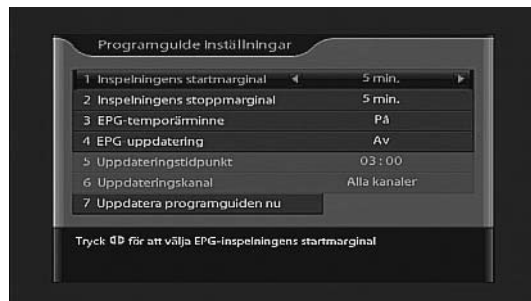 Programguide Inställningar
1 Inspelningens startmarginal 5 min.
2 Inspelningens stoppmarginal 5 min.
3 EPG-temporärminne På
4 EPG-uppdatering Av
5 Uppdateringstidpunkt 03:00
6 Uppdateringskanal Alla kanaler
7 Uppdatera programguiden nu
Tryck ◁▷ för att välja EPG-inspelningens startmarginal